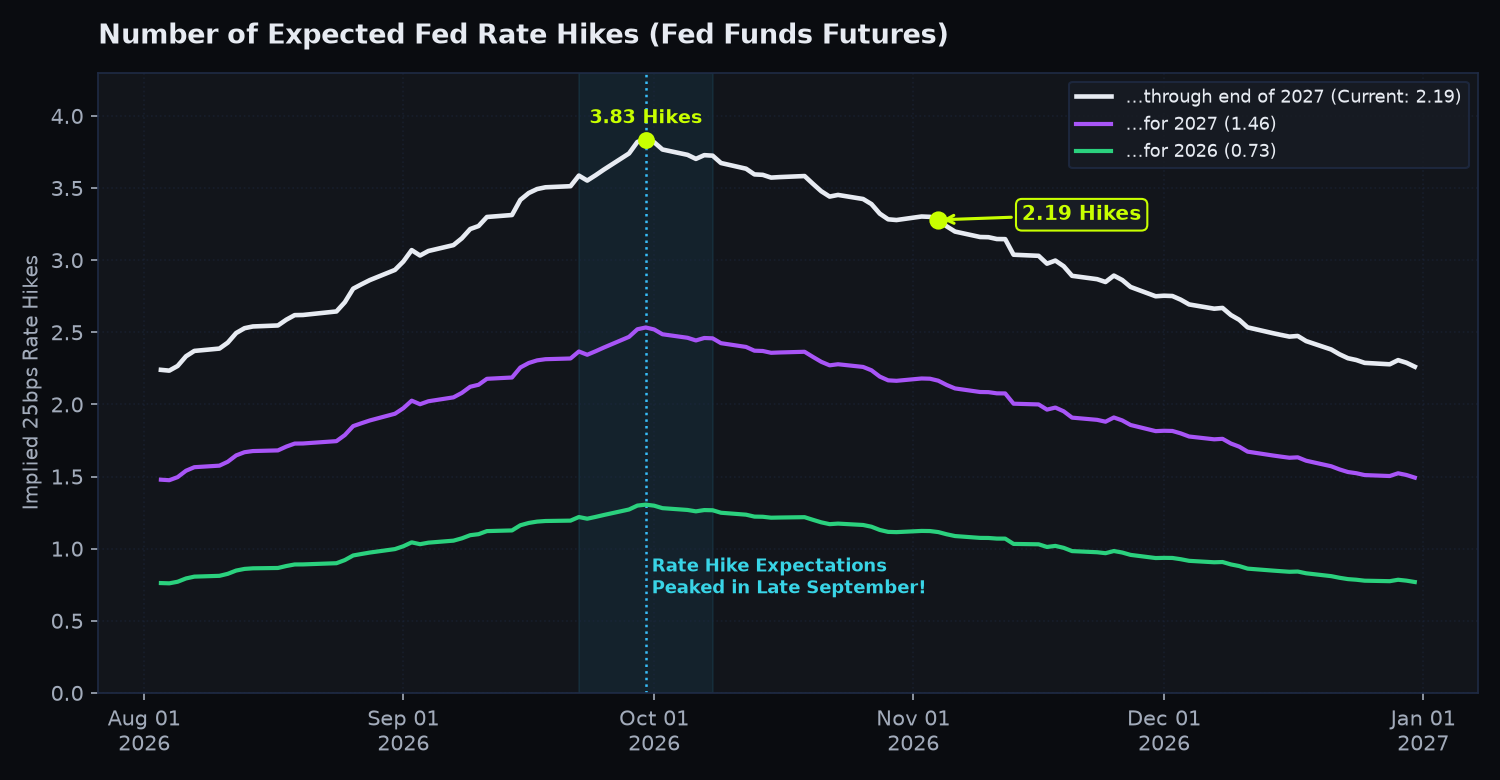 Number of Expected Fed Rate Hikes (Fed Funds Futures)
...through end of 2027 (Current: 2.19)
...for 2027 (1.46)
...for 2026 (0.73)
3.83 Hikes
2.19 Hikes
Rate Hike Expectations
Peaked in Late September!
Implied 25bps Rate Hikes
4.0
3.5
3.0
2.5
2.0
1.5
1.0
0.5
0.0
Aug 01
2026
Sep 01
2026
Oct 01
2026
Nov 01
2026
Dec 01
2026
Jan 01
2027